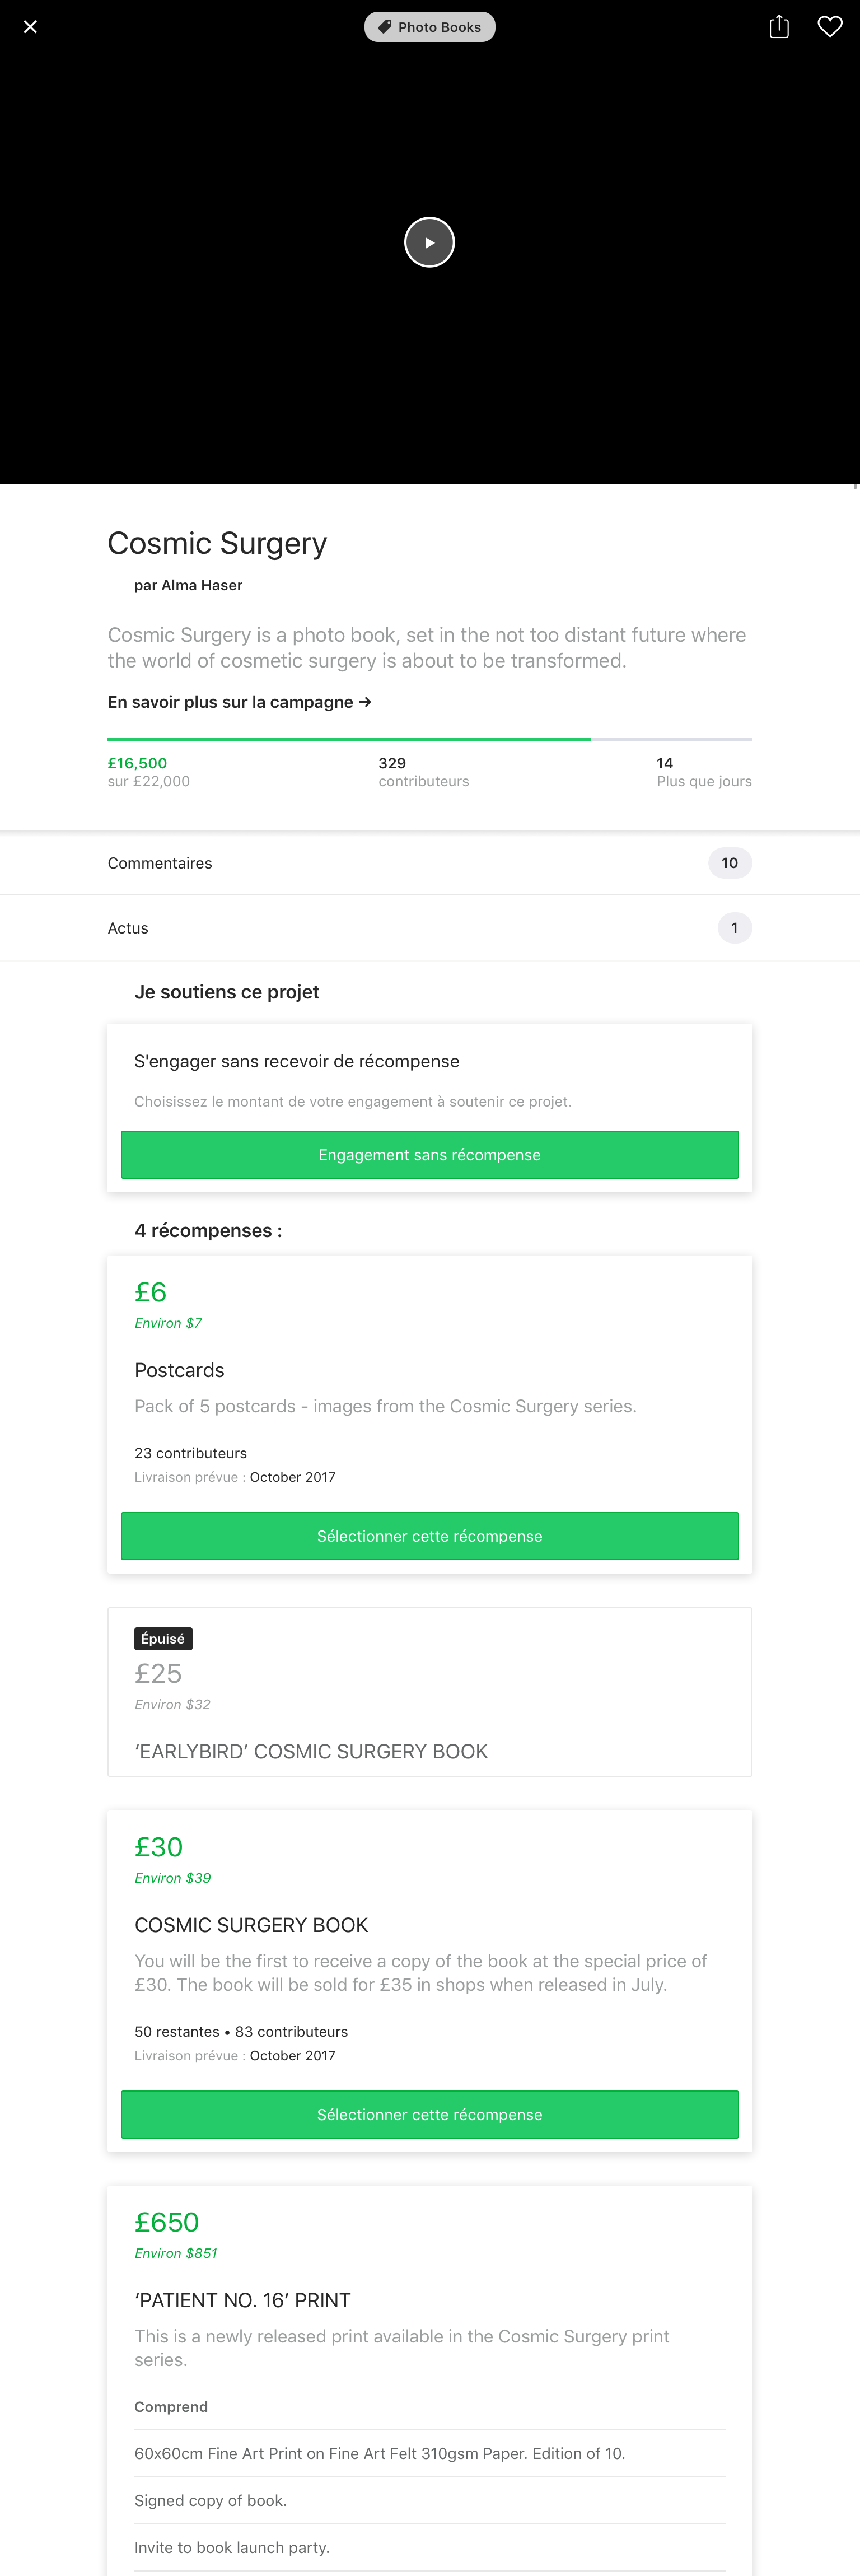 Photo Books
Cosmic Surgery
par Alma Haser
Cosmic Surgery is a photo book, set in the not too distant future where
the world of cosmetic surgery is about to be transformed.
En savoir plus sur la campagne →
£16,500
sur £22,000
329
contributeurs
14
Plus que jours
Commentaires
10
Actus
1
Je soutiens ce projet
S'engager sans recevoir de récompense
Choisissez le montant de votre engagement à soutenir ce projet.
Engagement sans récompense
4 récompenses :
£6
Environ $7
Postcards
Pack of 5 postcards - images from the Cosmic Surgery series.
23 contributeurs
Livraison prévue : October 2017
Sélectionner cette récompense
Épuisé
£25
Environ $32
‘EARLYBIRD’ COSMIC SURGERY BOOK
£30
Environ $39
COSMIC SURGERY BOOK
You will be the first to receive a copy of the book at the special price of
£30. The book will be sold for £35 in shops when released in July.
50 restantes • 83 contributeurs
Livraison prévue : October 2017
Sélectionner cette récompense
£650
Environ $851
‘PATIENT NO. 16’ PRINT
This is a newly released print available in the Cosmic Surgery print
series.
Comprend
60x60cm Fine Art Print on Fine Art Felt 310gsm Paper. Edition of 10.
Signed copy of book.
Invite to book launch party.